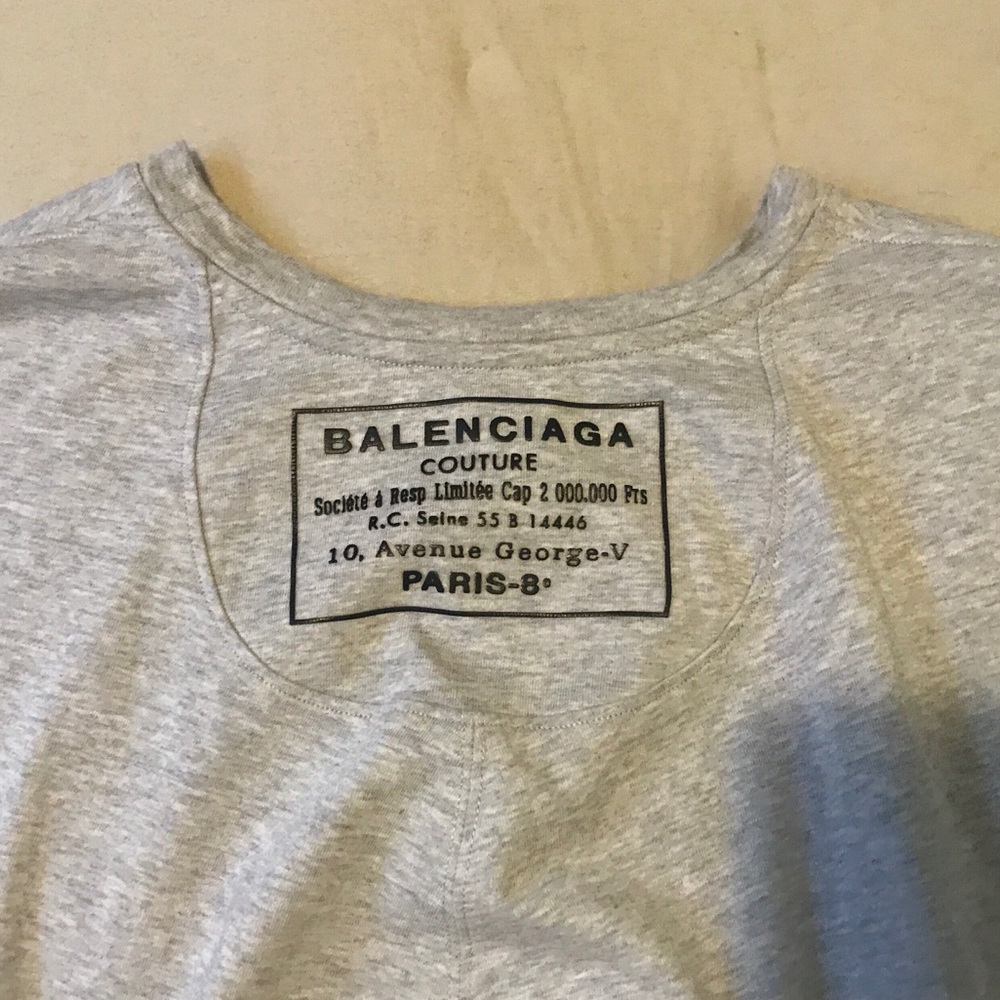 BALENCIAGA
COUTURE
Société à Resp Limitée Cap 2 000.000 Frs
R.C. Seine 55 B 14446
10, Avenue George-V
PARIS-8e